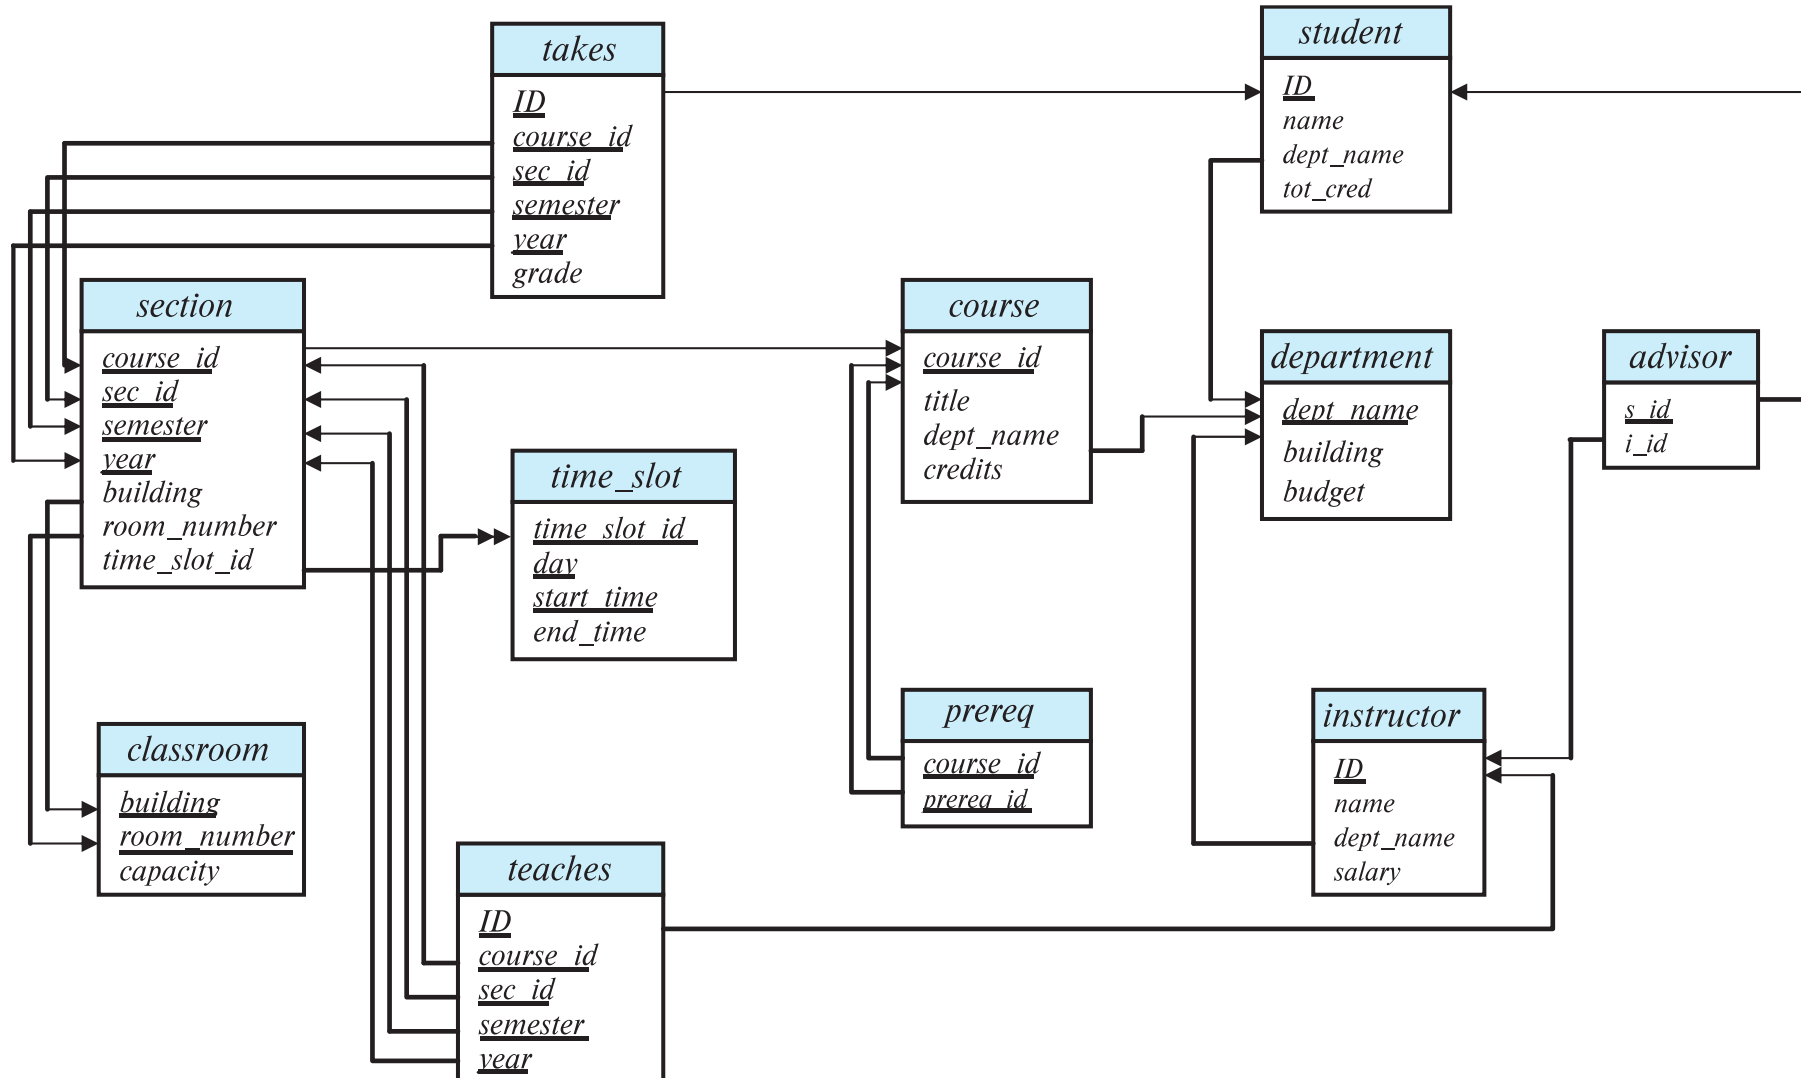 takes
ID
course_id
sec_id
semester
year
grade
student
ID
name
dept_name
tot_cred
section
course_id
sec_id
semester
year
building
room_number
time_slot_id
course
course_id
title
dept_name
credits
department
dept_name
building
budget
advisor
s_id
i_id
time_slot
time_slot_id
day
start_time
end_time
prereq
course_id
prereq_id
instructor
ID
name
dept_name
salary
classroom
building
room_number
capacity
teaches
ID
course_id
sec_id
semester
year